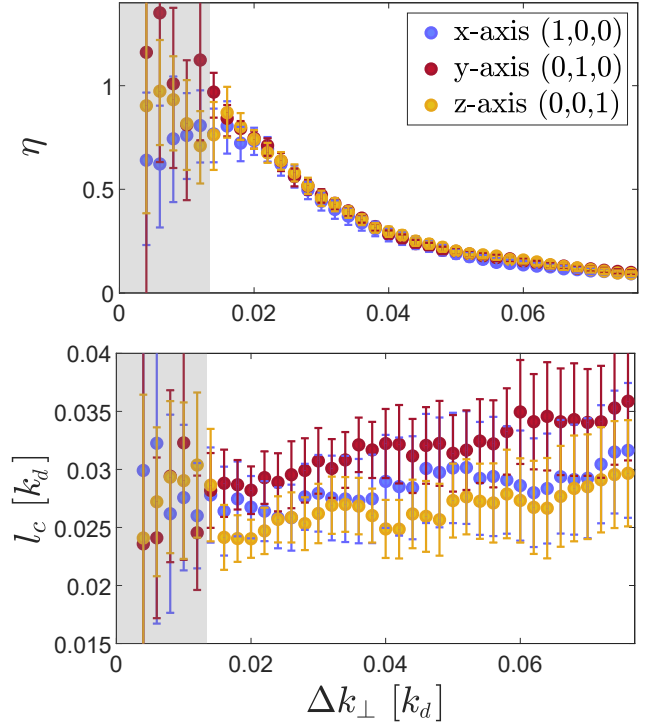 x-axis (1,0,0)
y-axis (0,1,0)
z-axis (0,0,1)
1
0.5
0
η
0 0.02 0.04 0.06
0.04
0.035
0.03
0.025
0.02
0.015
l_c [k_d]
0 0.02 0.04 0.06
Δk_⊥ [k_d]